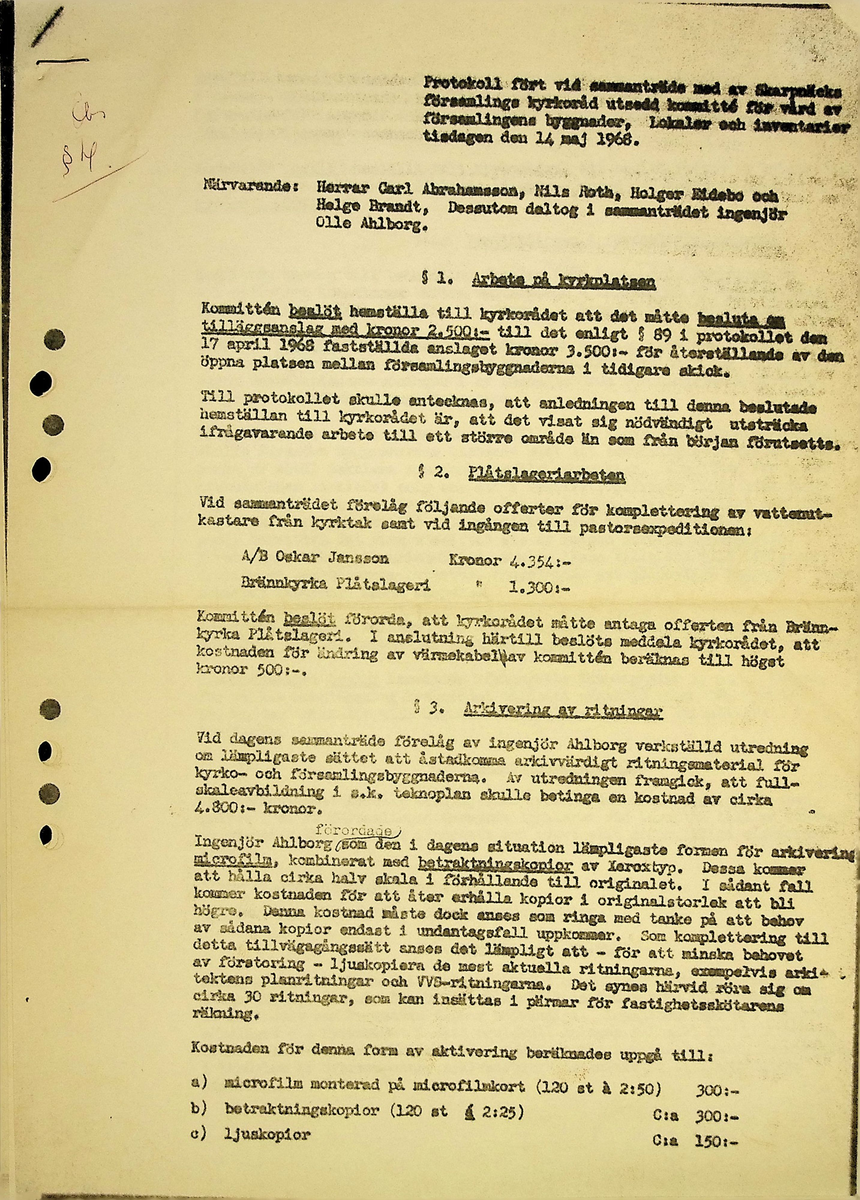 § 4.
Protokoll fört vid sammanträde med av Skarpnäcks
församlings kyrkoråd utsedd kommitté för vård av
församlingens byggnader, Lokaler och inventarier
tisdagen den 14 maj 1968.
Närvarande: Herrar Carl Abrahamsson, Nils Roth, Holger Eidebo och
Helge Brandt, Dessutom deltog i sammanträdet ingenjör
Olle Ahlborg.
§ 1. Arbete på kyrkplatsen
Kommittén beslöt hemställa till kyrkorådet att det måtte besluta om
tilläggsanslag med kronor 2.500:- till det enligt § 89 i protokollet den
17 april 1968 fastställda anslaget kronor 3.500:- för återställande av den
öppna platsen mellan församlingsbyggnaderna i tidigare skick.
Till protokollet skulle antecknas, att anledningen till denna beslutade
hemställan till kyrkorådet är, att det visat sig nödvändigt utsträcka
ifrågavarande arbete till ett större område än som från början förutsetts.
§ 2. Plåtslageriarbeten
Vid sammanträdet förelåg följande offerter för komplettering av vattenut-
kastare från kyrktak samt vid ingången till pastorsexpeditionen:
A/B Oskar Jansson Kronor 4.354:-
Brännkyrka Plåtslageri " 1.300:-
Kommittén beslöt förorda, att kyrkorådet måtte antaga offerten från Bränn-
kyrka Plåtslageri. I anslutning härtill beslöts meddela kyrkorådet, att
kostnaden för ändring av värmekabel av kommittén beräknas till högst
kronor 500:-.
§ 3. Arkivering av ritningar
Vid dagens sammanträde förelåg av ingenjör Ahlborg verkställd utredning
om lämpligaste sättet att åstadkomma arkivvärdigt ritningsmaterial för
kyrko- och församlingsbyggnaderna. Av utredningen framgick, att full-
skaleavbildning i s.k. teknoplan skulle betinga en kostnad av cirka
4.800:- kronor.
förordade
Ingenjör Ahlborg som den i dagens situation lämpligaste formen för arkivering
microfilm, kombinerat med betraktningskopior av Xeroxtyp. Dessa kommer
att hålla cirka halv skala i förhållande till originalet. I sådant fall
kommer kostnaden för att åter erhålla kopior i originalstorlek att bli
högre. Denna kostnad måste dock anses som ringa med tanke på att behov
av sådana kopior endast i undantagsfall uppkommer. Som komplettering till
detta tillvägagångssätt anses det lämpligt att - för att minska behovet
av förstoring - ljuskopiera de mest aktuella ritningarna, exempelvis arki-
tektens planritningar och VVS-ritningarna. Det synes härvid röra sig om
cirka 30 ritningar, som kan insättas i pärmar för fastighetsskötarens
räkning.
Kostnaden för denna form av aktivering beräknades uppgå till:
a) microfilm monterad på microfilmkort (120 st à 2:50) 300:-
b) betraktningskopior (120 st á 2:25) C:a 300:-
c) ljuskopior C:a 150:-